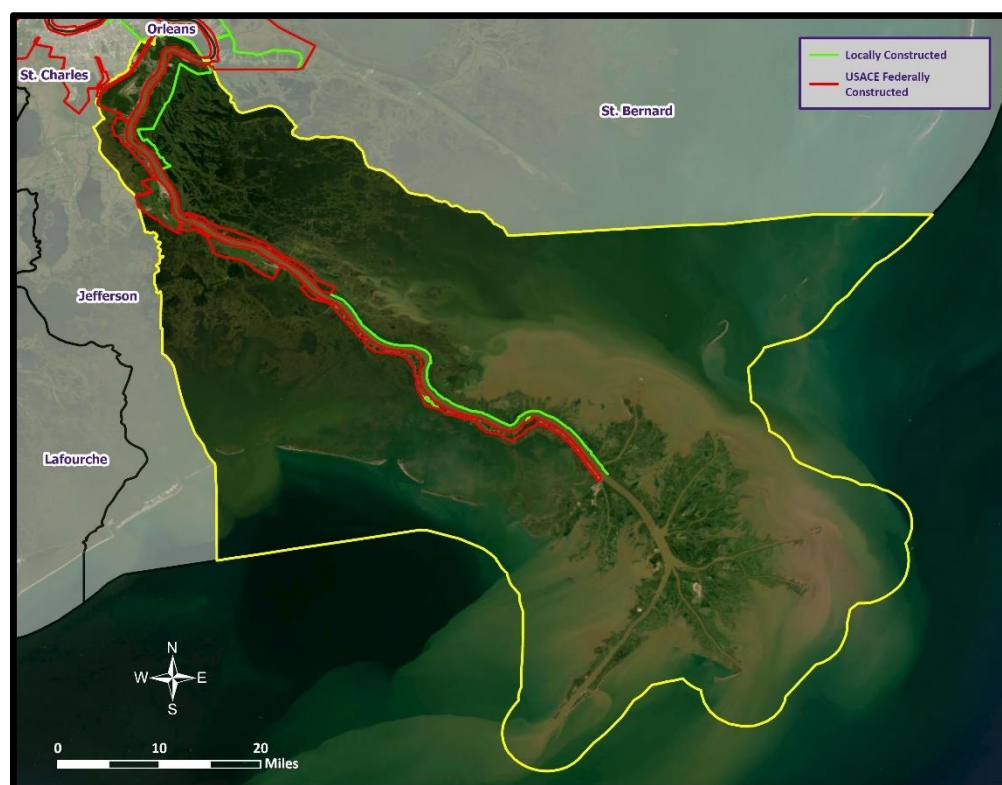 Orleans
St. Charles
St. Bernard
Locally Constructed
USACE Federally
Constructed
Jefferson
Lafourche
N
W E
S
0 10 20
Miles